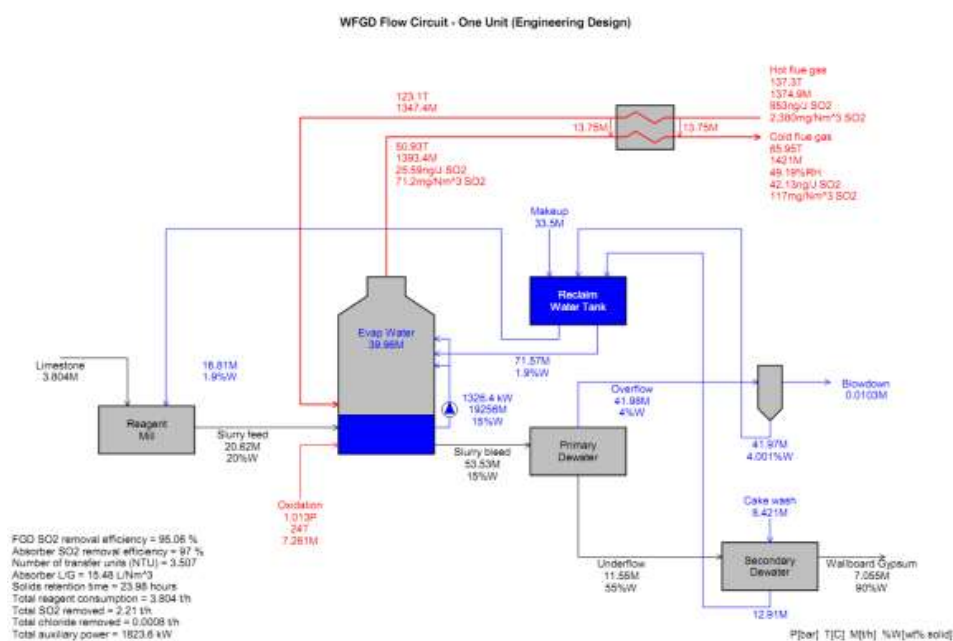 WFGD Flow Circuit - One Unit (Engineering Design)
Hot flue gas
137.3T
1374.9M
953ng/J SO2
2,380mg/Nm^3 SO2
123.1T
1347.4M
13.75M
13.75M
Cold flue gas
65.95T
1421M
49.19%RH
42.13ng/J SO2
117mg/Nm^3 SO2
50.93T
1393.4M
25.59ng/J SO2
71.2mg/Nm^3 SO2
Makeup
33.5M
Reclaim
Water Tank
Evap Water
39.96M
Limestone
3.804M
16.81M
1.9%W
71.57M
1.9%W
Overflow
41.98M
4%W
Blowdown
0.0103M
1326.4 kW
19256M
15%W
Reagent
Mill
Slurry feed
20.62M
20%W
Slurry bleed
53.53M
15%W
Primary
Dewater
41.97M
4.001%W
Oxidation
1.013P
24T
7.261M
Cake wash
8.421M
Underflow
11.55M
55%W
Secondary
Dewater
Wallboard Gypsum
7.055M
90%W
12.91M
FGD SO2 removal efficiency = 95.06 %
Absorber SO2 removal efficiency = 97 %
Number of transfer units (NTU) = 3.507
Absorber L/G = 15.48 L/Nm^3
Solids retention time = 23.98 hours
Total reagent consumption = 3.804 t/h
Total SO2 removed = 2.21 t/h
Total chloride removed = 0.0008 t/h
Total auxiliary power = 1823.6 kW
P[bar] T[C] M[t/h] %W[wt% solid]